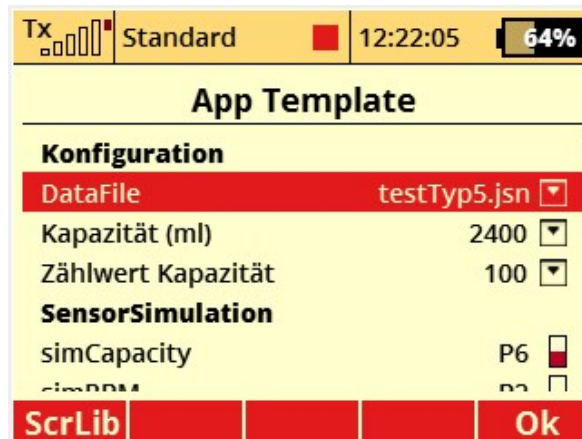 Tx Standard 12:22:05 64%
App Template
Konfiguration
DataFile testTyp5.jsn
Kapazität (ml) 2400
Zählwert Kapazität 100
SensorSimulation
simCapacity P6
simRPM
ScrLib Ok